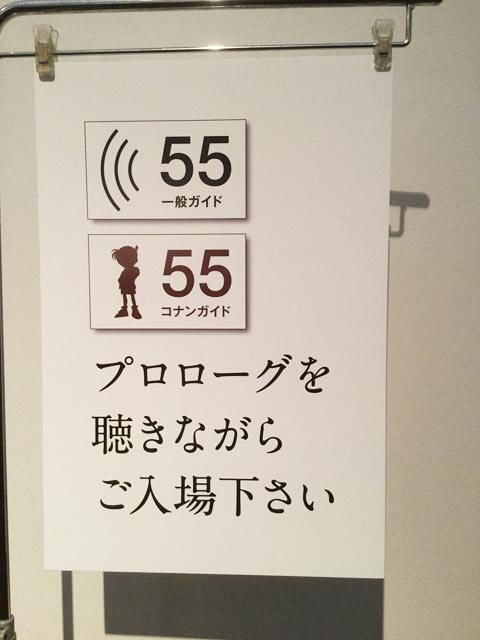 55
一般ガイド
55
コナンガイド
プロローグを
聴きながら
ご入場下さい